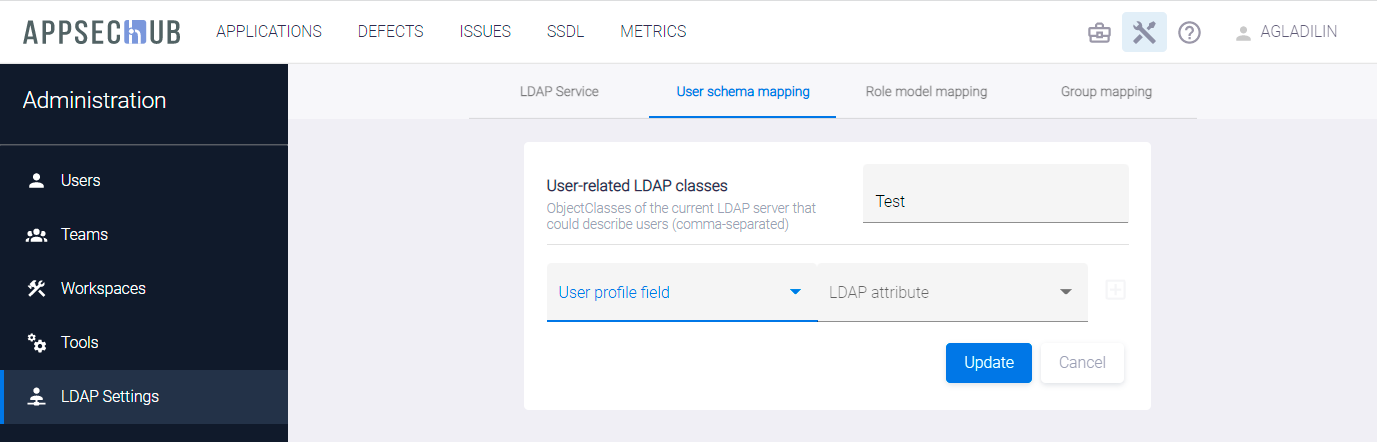 APPSECHUB APPLICATIONS DEFECTS ISSUES SSDL METRICS AGLADILIN
Administration
Users
Teams
Workspaces
Tools
LDAP Settings
LDAP Service User schema mapping Role model mapping Group mapping
User-related LDAP classes
ObjectClasses of the current LDAP server that
could describe users (comma-separated)
Test
User profile field LDAP attribute
Update Cancel